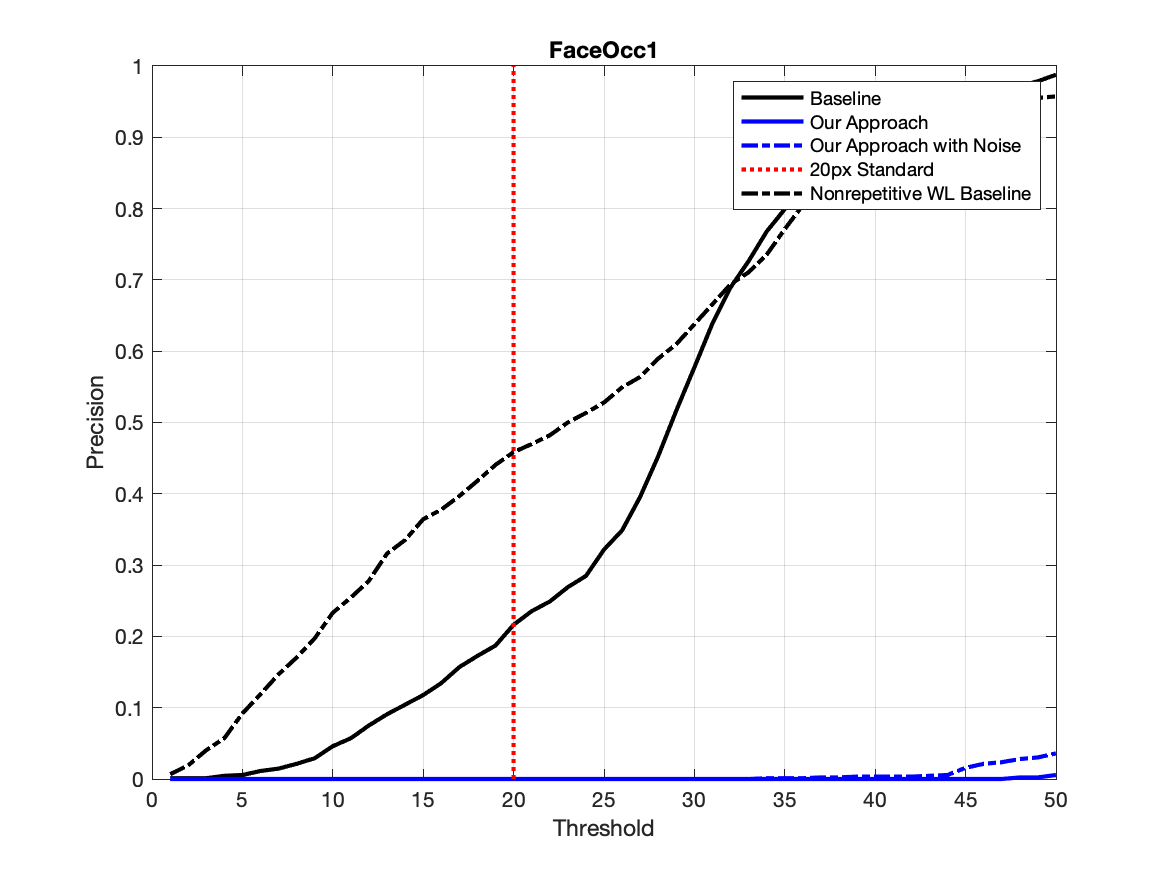 FaceOcc1
1
0.9
0.8
0.7
0.6
0.5
0.4
0.3
0.2
0.1
0
Precision
Baseline
Our Approach
Our Approach with Noise
20px Standard
Nonrepetitive WL Baseline
0 5 10 15 20 25 30 35 40 45 50
Threshold